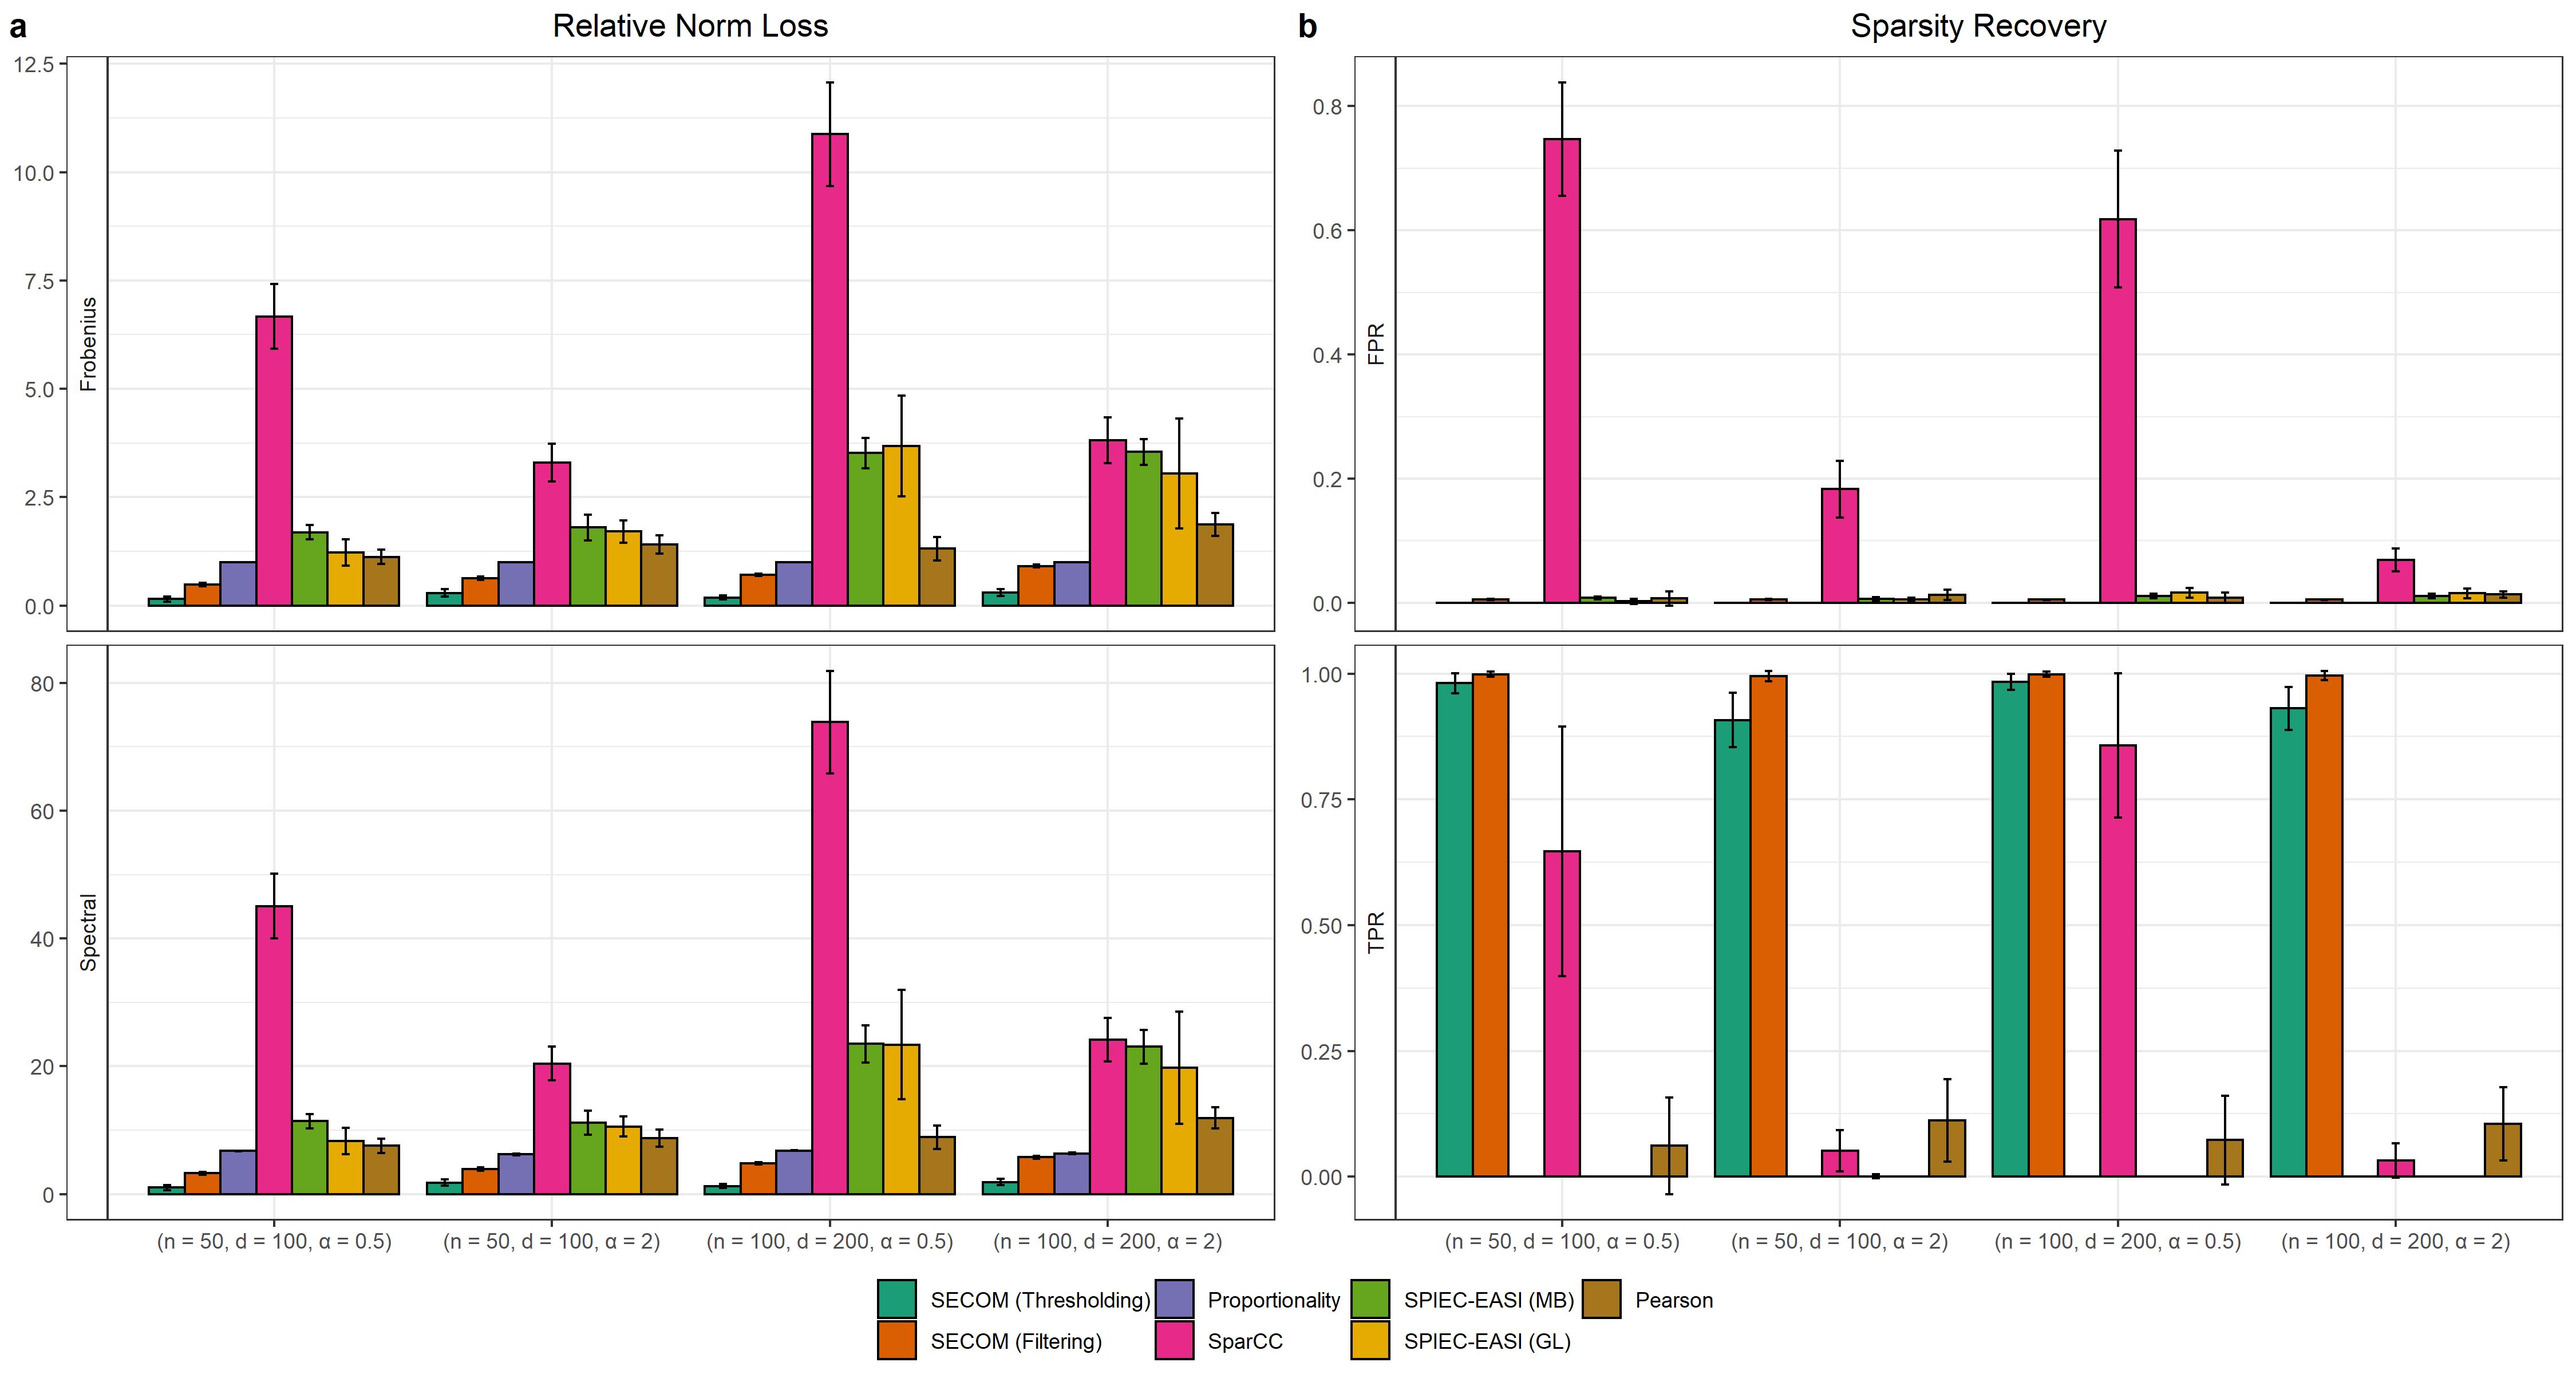 a
Relative Norm Loss
12.5
10.0
7.5
5.0
2.5
0.0
Frobenius
80
60
40
20
0
Spectral
(n = 50, d = 100, α = 0.5)
(n = 50, d = 100, α = 2)
(n = 100, d = 200, α = 0.5)
(n = 100, d = 200, α = 2)
b
Sparsity Recovery
0.8
0.6
0.4
0.2
0.0
FPR
1.00
0.75
0.50
0.25
0.00
TPR
(n = 50, d = 100, α = 0.5)
(n = 50, d = 100, α = 2)
(n = 100, d = 200, α = 0.5)
(n = 100, d = 200, α = 2)
SECOM (Thresholding)
SECOM (Filtering)
Proportionality
SparCC
SPIEC-EASI (MB)
SPIEC-EASI (GL)
Pearson